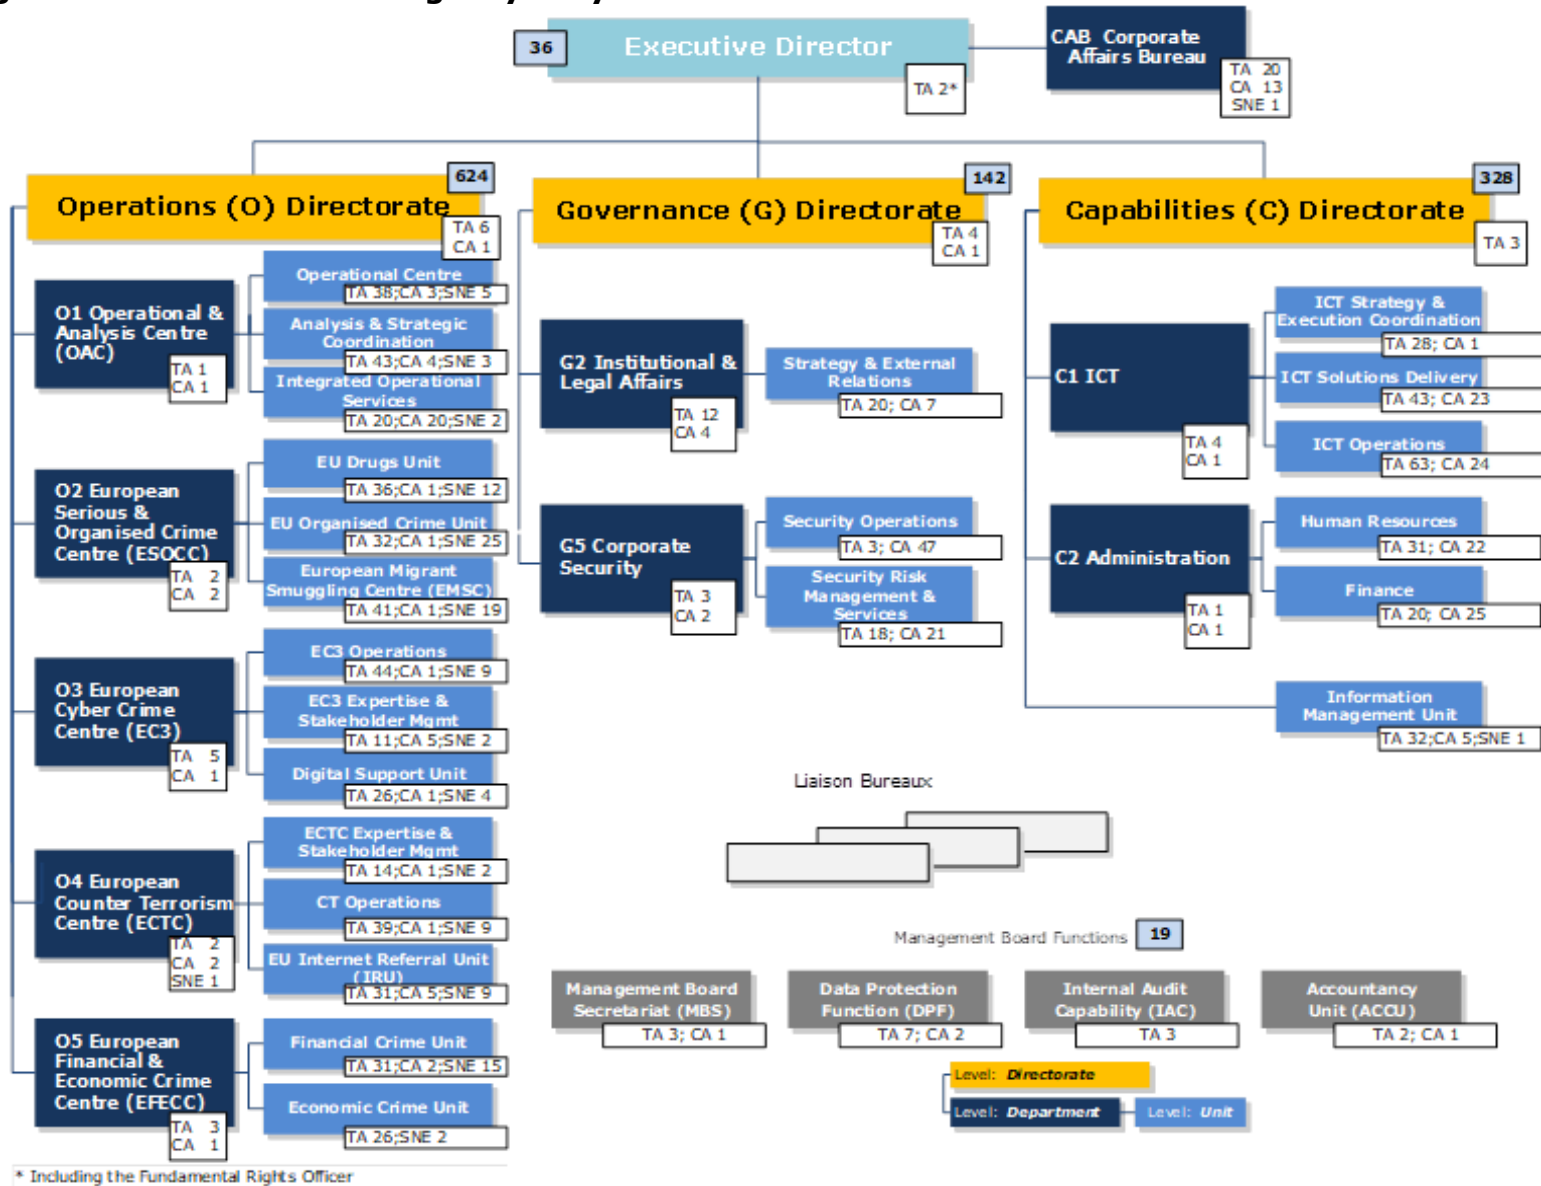 36
Executive Director
TA 2*
CAB Corporate
Affairs Bureau
TA 20
CA 13
SNE 1
624
Operations (O) Directorate
TA 6
CA 1
O1 Operational &
Analysis Centre
(OAC)
TA 1
CA 1
Operational Centre
TA 38;CA 3;SNE 5
Analysis & Strategic
Coordination
TA 43;CA 4;SNE 3
Integrated Operational
Services
TA 20;CA 20;SNE 2
O2 European
Serious &
Organised Crime
Centre (ESOCC)
TA 2
CA 2
EU Drugs Unit
TA 36;CA 1;SNE 12
EU Organised Crime Unit
TA 32;CA 1;SNE 25
European Migrant
Smuggling Centre (EMSC)
TA 41;CA 1;SNE 19
O3 European
Cyber Crime
Centre (EC3)
TA 5
CA 1
EC3 Operations
TA 44;CA 1;SNE 9
EC3 Expertise &
Stakeholder Mgmt
TA 11;CA 5;SNE 2
Digital Support Unit
TA 26;CA 1;SNE 4
O4 European
Counter Terrorism
Centre (ECTC)
TA 2
CA 2
SNE 1
ECTC Expertise &
Stakeholder Mgmt
TA 14;CA 1;SNE 2
CT Operations
TA 39;CA 1;SNE 9
EU Internet Referral Unit
(IRU)
TA 31;CA 5;SNE 9
O5 European
Financial &
Economic Crime
Centre (EFECC)
TA 3
CA 1
Financial Crime Unit
TA 31;CA 2;SNE 15
Economic Crime Unit
TA 26;SNE 2
* Including the Fundamental Rights Officer
142
Governance (G) Directorate
TA 4
CA 1
G2 Institutional &
Legal Affairs
TA 12
CA 4
Strategy & External
Relations
TA 20; CA 7
G5 Corporate
Security
TA 3
CA 2
Security Operations
TA 3; CA 47
Security Risk
Management &
Services
TA 18; CA 21
328
Capabilities (C) Directorate
TA 3
C1 ICT
TA 4
CA 1
ICT Strategy &
Execution Coordination
TA 28; CA 1
ICT Solutions Delivery
TA 43; CA 23
ICT Operations
TA 63; CA 24
C2 Administration
TA 1
CA 1
Human Resources
TA 31; CA 22
Finance
TA 20; CA 25
Information
Management Unit
TA 32;CA 5;SNE 1
Liaison Bureaux
Management Board Functions 19
Management Board
Secretariat (MBS)
TA 3; CA 1
Data Protection
Function (DPF)
TA 7; CA 2
Internal Audit
Capability (IAC)
TA 3
Accountancy
Unit (ACCU)
TA 2; CA 1
Level: Directorate
Level: Department
Level: Unit